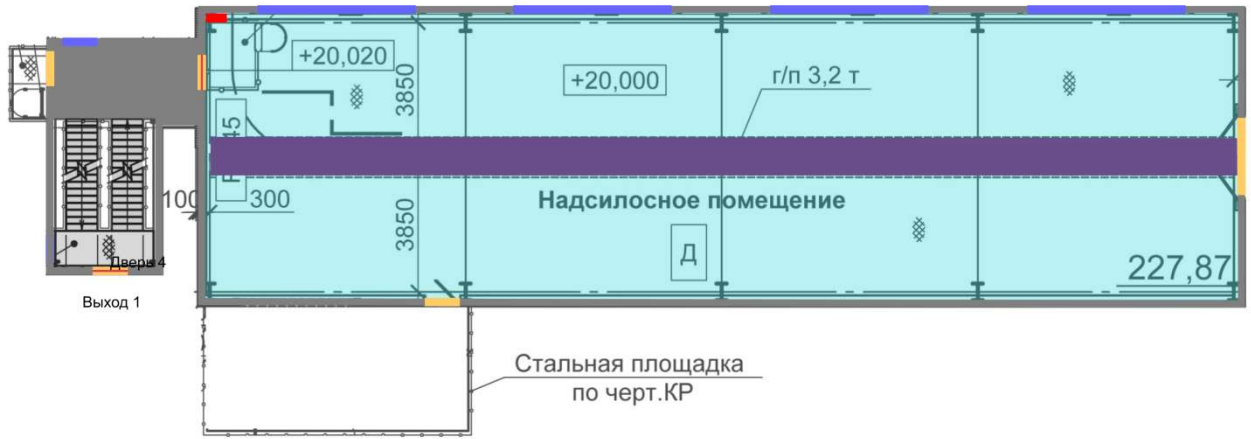 +20,020
3850
+20,000
г/п 3,2 т
45
100
300
Надсилосное помещение
3850
Д
227,87
Дверь 4
Выход 1
Стальная площадка
по черт.КР